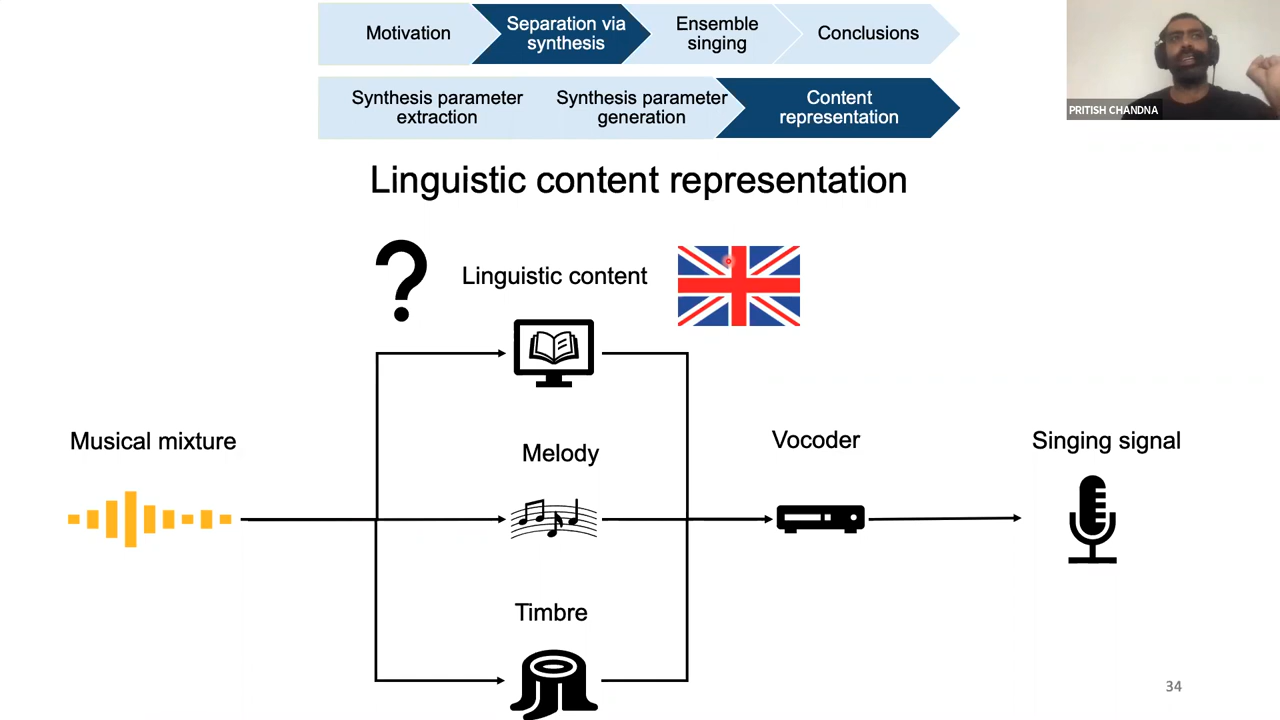 Motivation
Separation via
synthesis
Ensemble
singing
Conclusions
Synthesis parameter
extraction
Synthesis parameter
generation
Content
representation
PRITISH CHANDNA
Linguistic content representation
?
Linguistic content
Musical mixture
Melody
Vocoder
Singing signal
Timbre
34